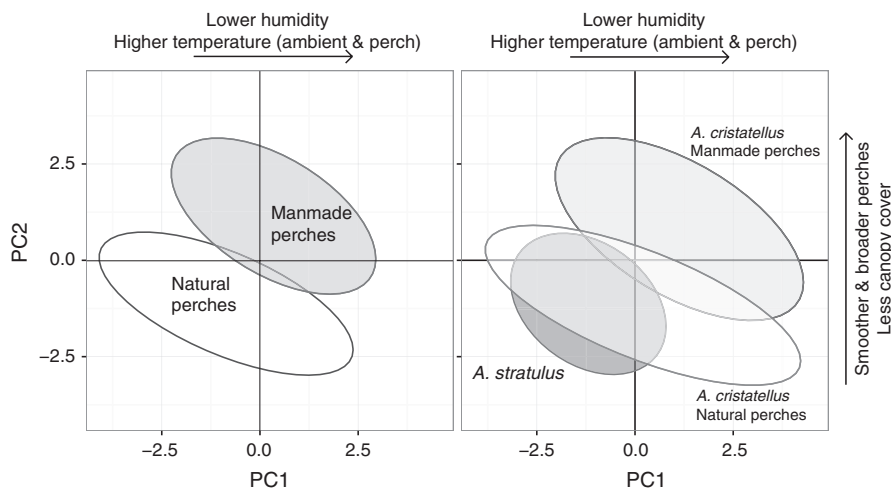 Lower humidity
Higher temperature (ambient & perch)
Lower humidity
Higher temperature (ambient & perch)
PC2
2.5
0.0
−2.5
Manmade
perches
Natural
perches
A. cristatellus
Manmade perches
A. stratulus
A. cristatellus
Natural perches
Smoother & broader perches
Less canopy cover
−2.5
0.0
2.5
−2.5
0.0
2.5
PC1
PC1